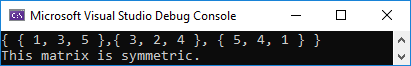 Microsoft Visual Studio Debug Console
{ { 1, 3, 5 },{ 3, 2, 4 }, { 5, 4, 1 } }
This matrix is symmetric.